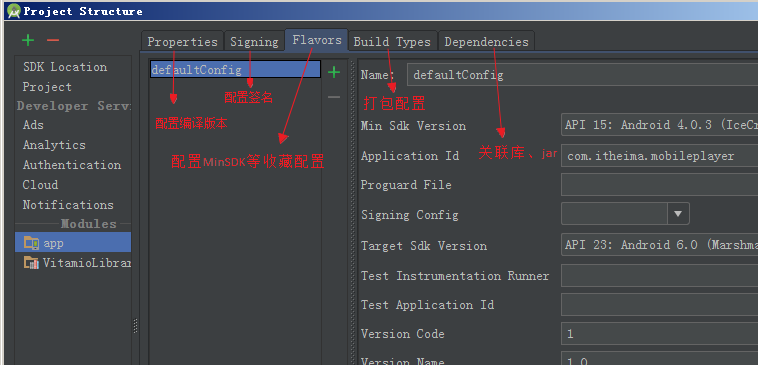 Project Structure
Properties
Signing
Flavors
Build Types
Dependencies
SDK Location
Project
Developer Serv
Ads
Analytics
Authentication
Cloud
Notifications
Modules
app
VitamioLibrar
defaultConfig
配置编译版本
配置签名
配置MinSDK等收藏配置
打包配置
关联库、jar
Name:
defaultConfig
Min Sdk Version
API 15: Android 4.0.3 (IceCr
Application Id
com.itheima.mobileplayer
Proguard File
Signing Config
Target Sdk Version
API 23: Android 6.0 (Marshma
Test Instrumentation Runner
Test Application Id
Version Code
1
Version Name
1.0